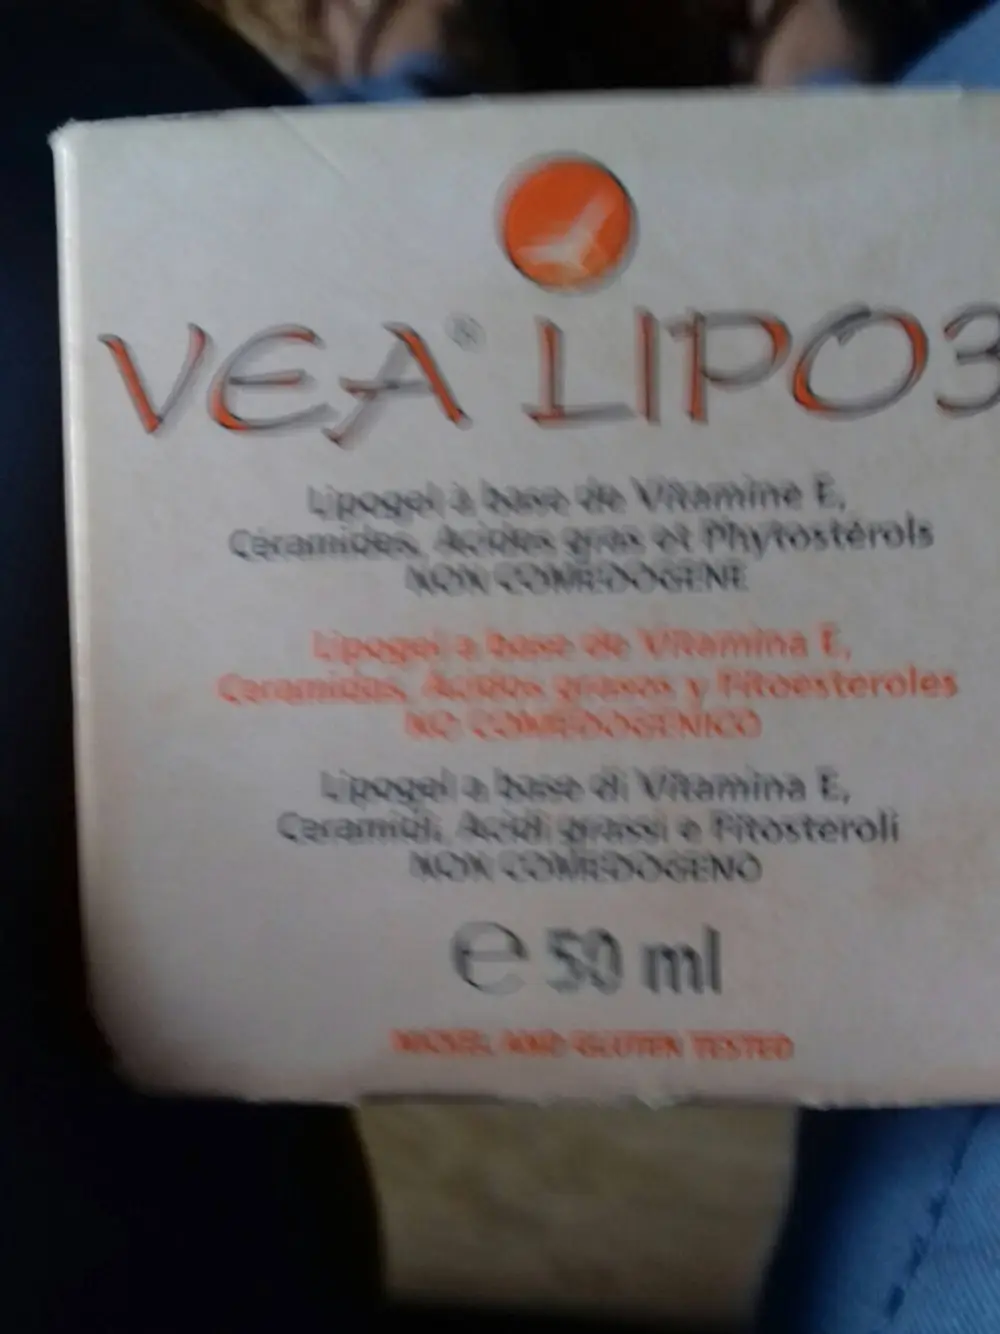 VEA® LIPO3
Lipogel à base de Vitamine E,
Céramides, Acides gras et Phytostérols
NON COMEDOGENE
Lipogel a base de Vitamina E,
Ceramidas, Acidos grasos y Fitoesteroles
NO COMEDOGENICO
Lipogel a base di Vitamina E,
Ceramidi, Acidi grassi e Fitosteroli
NON COMEDOGENO
℮ 50 ml
NICKEL AND GLUTEN TESTED